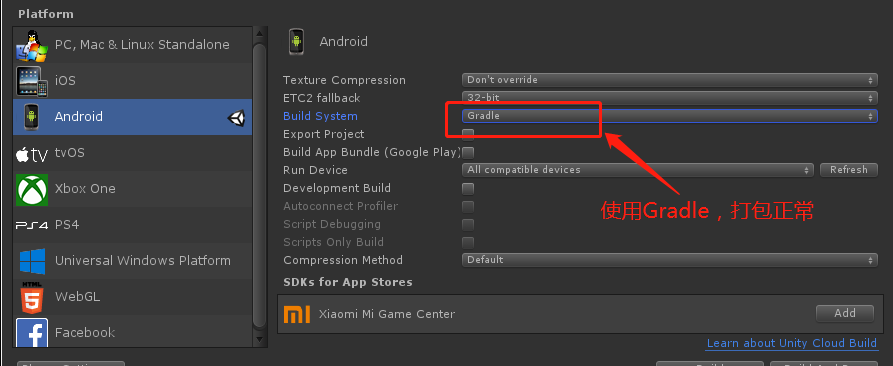 Platform
PC, Mac & Linux Standalone
iOS
Android
tvOS
Xbox One
PS4
Universal Windows Platform
WebGL
Facebook
Android
Texture Compression Don't override
ETC2 fallback 32-bit
Build System Gradle
Export Project
Build App Bundle (Google Play)
Run Device All compatible devices Refresh
Development Build
Autoconnect Profiler
Script Debugging
Scripts Only Build
Compression Method Default
使用Gradle，打包正常
SDKs for App Stores
Xiaomi Mi Game Center Add
Learn about Unity Cloud Build